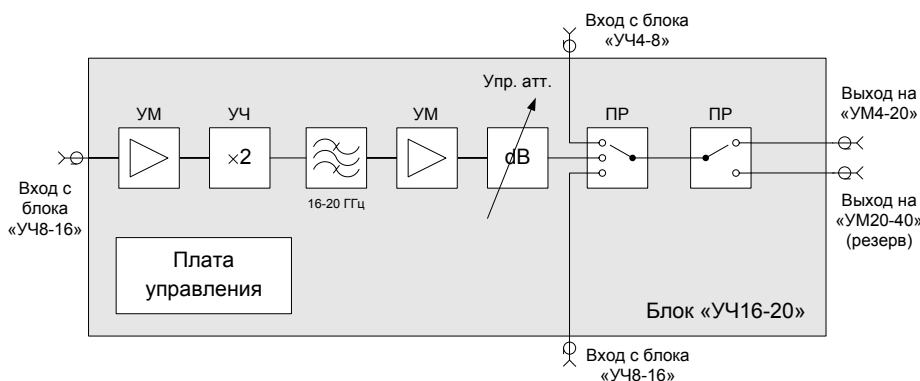 Вход с блока
«УЧ4-8»
Упр. атт.
Выход на
«УМ4-20»
УМ
УЧ
УМ
ПР
ПР
×2
dB
Вход с
блока
«УЧ8-16»
16-20 ГГц
Выход на
«УМ20-40»
(резерв)
Плата
управления
Блок «УЧ16-20»
Вход с блока
«УЧ8-16»